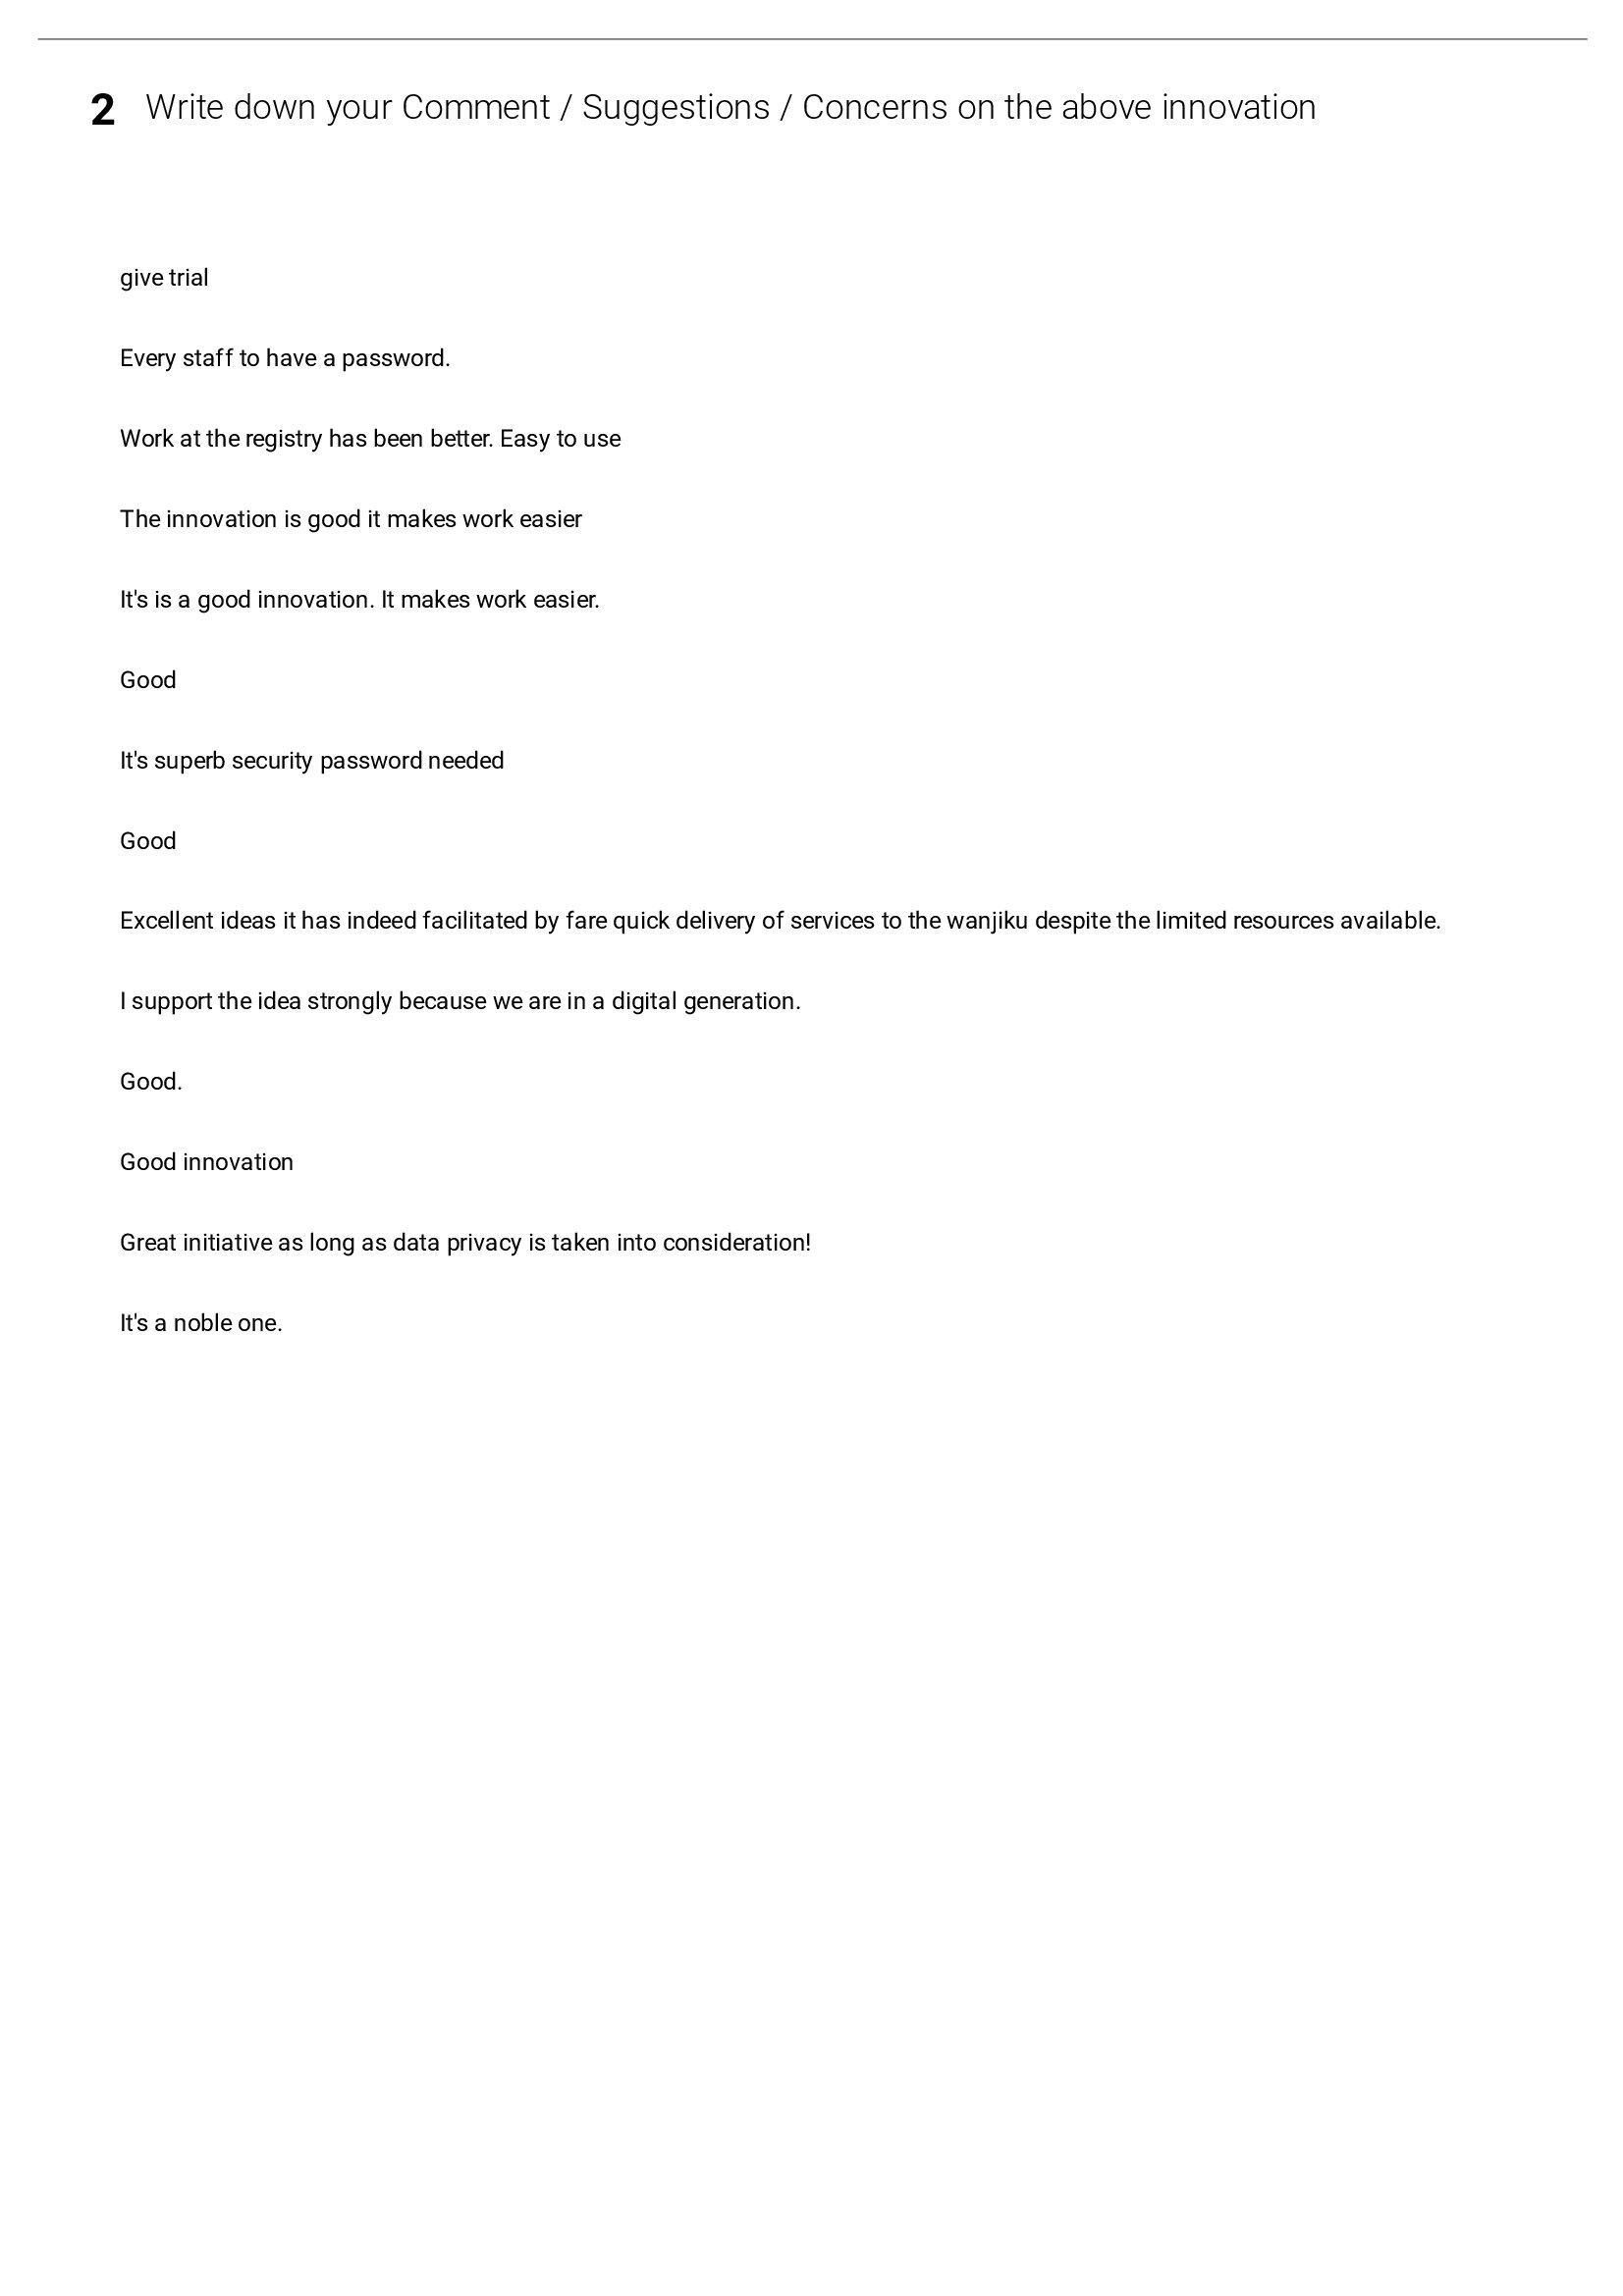 2 Write down your Comment / Suggestions / Concerns on the above innovation
give trial
Every staff to have a password.
Work at the registry has been better. Easy to use
The innovation is good it makes work easier
It's is a good innovation. It makes work easier.
Good
It's superb security password needed
Good
Excellent ideas it has indeed facilitated by fare quick delivery of services to the wanjiku despite the limited resources available.
I support the idea strongly because we are in a digital generation.
Good.
Good innovation
Great initiative as long as data privacy is taken into consideration!
It's a noble one.